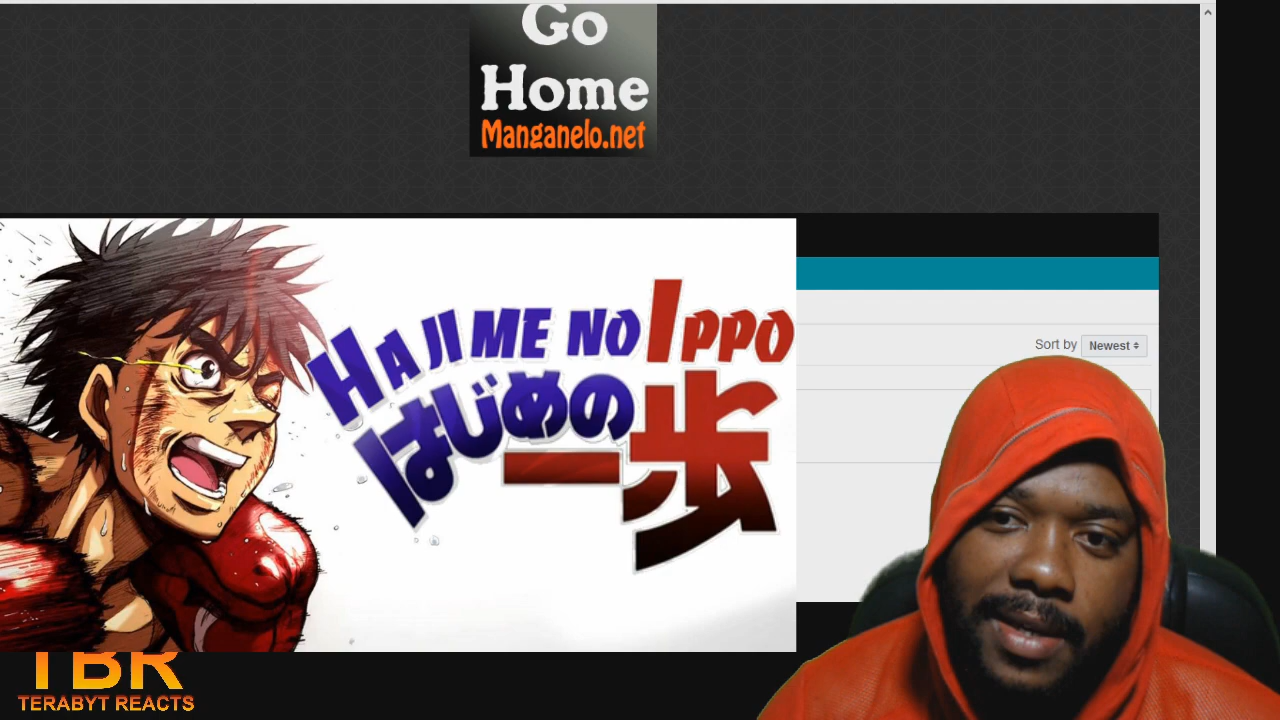 Go
Home
Manganelo.net
HAJIME NO IPPO
はじめの一歩
Sort by Newest
TBR
TERABYT REACTS